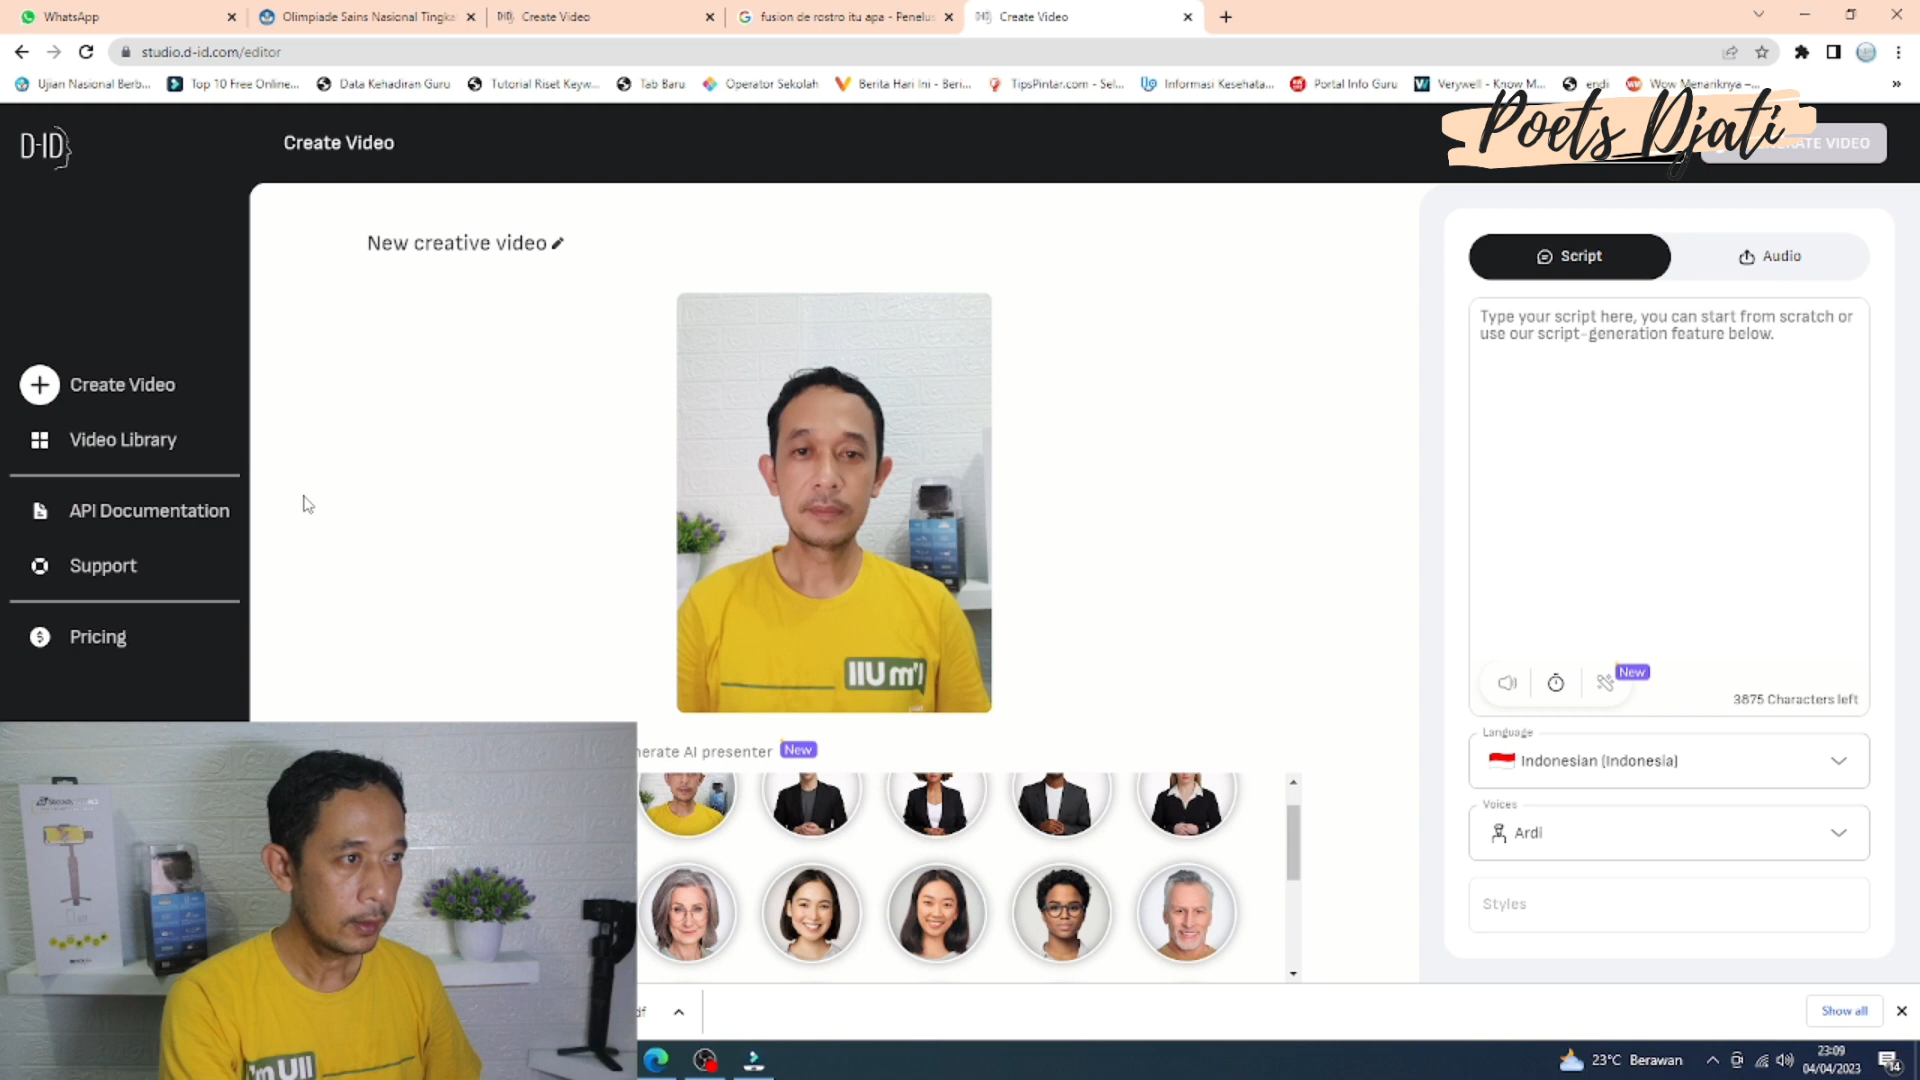 WhatsApp
Olimpiade Sains Nasional Tingka
Create Video
fusion de rostro itu apa - Penelus
Create Video
studio.d-id.com/editor
Ujian Nasional Berb...
Top 10 Free Online...
Data Kehadiran Guru
Tutorial Riset Keyw...
Tab Baru
Operator Sekolah
Berita Hari Ini - Beri...
TipsPintar.com - Sel...
Informasi Kesehata...
Portal Info Guru
Verywell - Know M...
endi
Wow Menariknya –...
D-ID
Create Video
Poets Djati
VIDEO
New creative video
Script
Audio
Type your script here, you can start from scratch or
use our script-generation feature below.
Create Video
Video Library
API Documentation
Support
Pricing
New
3875 Characters left
Language
Indonesian (Indonesia)
AI presenter
New
Voices
Ardi
Styles
Show all
23°C Berawan
23:09
04/04/2023
14